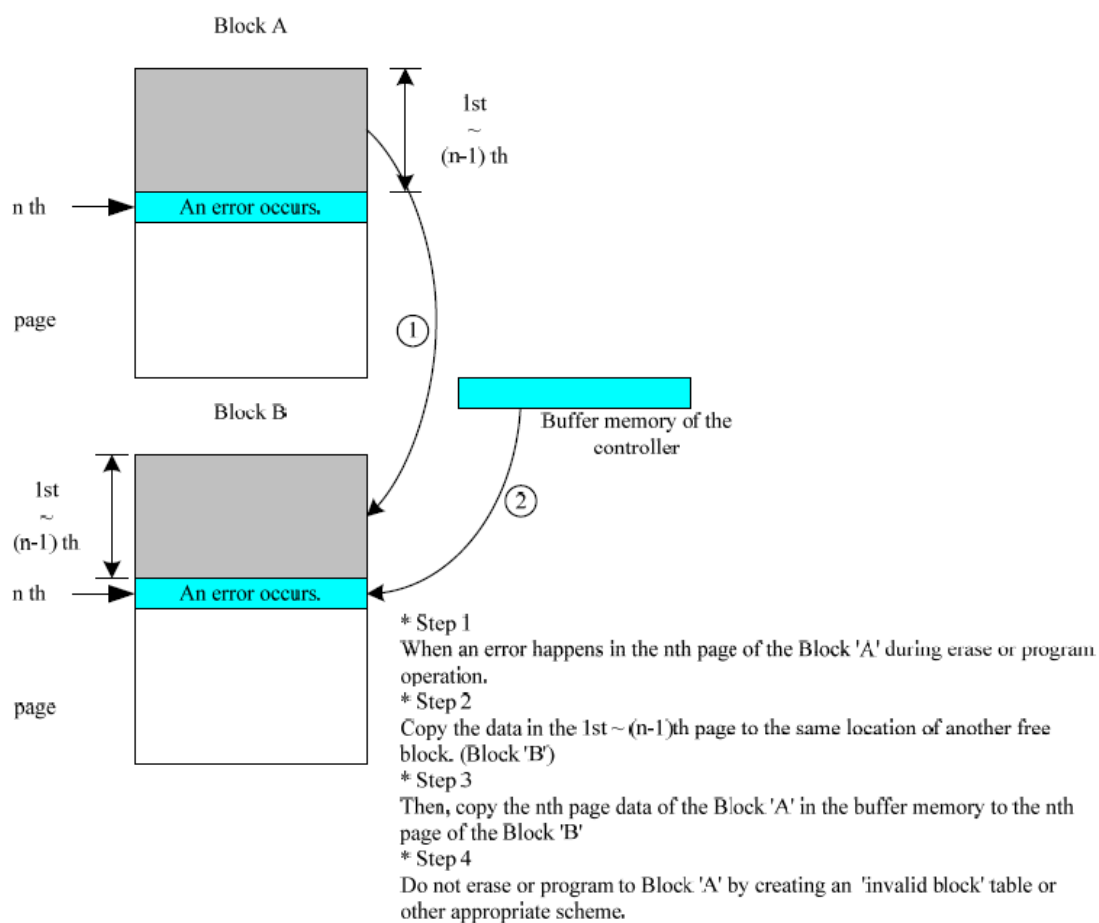 Block A
1st
~
(n-1) th
n th
An error occurs.
page
1
Block B
Buffer memory of the
controller
1st
~
(n-1) th
2
n th
An error occurs.
page
* Step 1
When an error happens in the nth page of the Block 'A' during erase or program
operation.
* Step 2
Copy the data in the 1st ~ (n-1)th page to the same location of another free
block. (Block 'B')
* Step 3
Then, copy the nth page data of the Block 'A' in the buffer memory to the nth
page of the Block 'B'
* Step 4
Do not erase or program to Block 'A' by creating an 'invalid block' table or
other appropriate scheme.